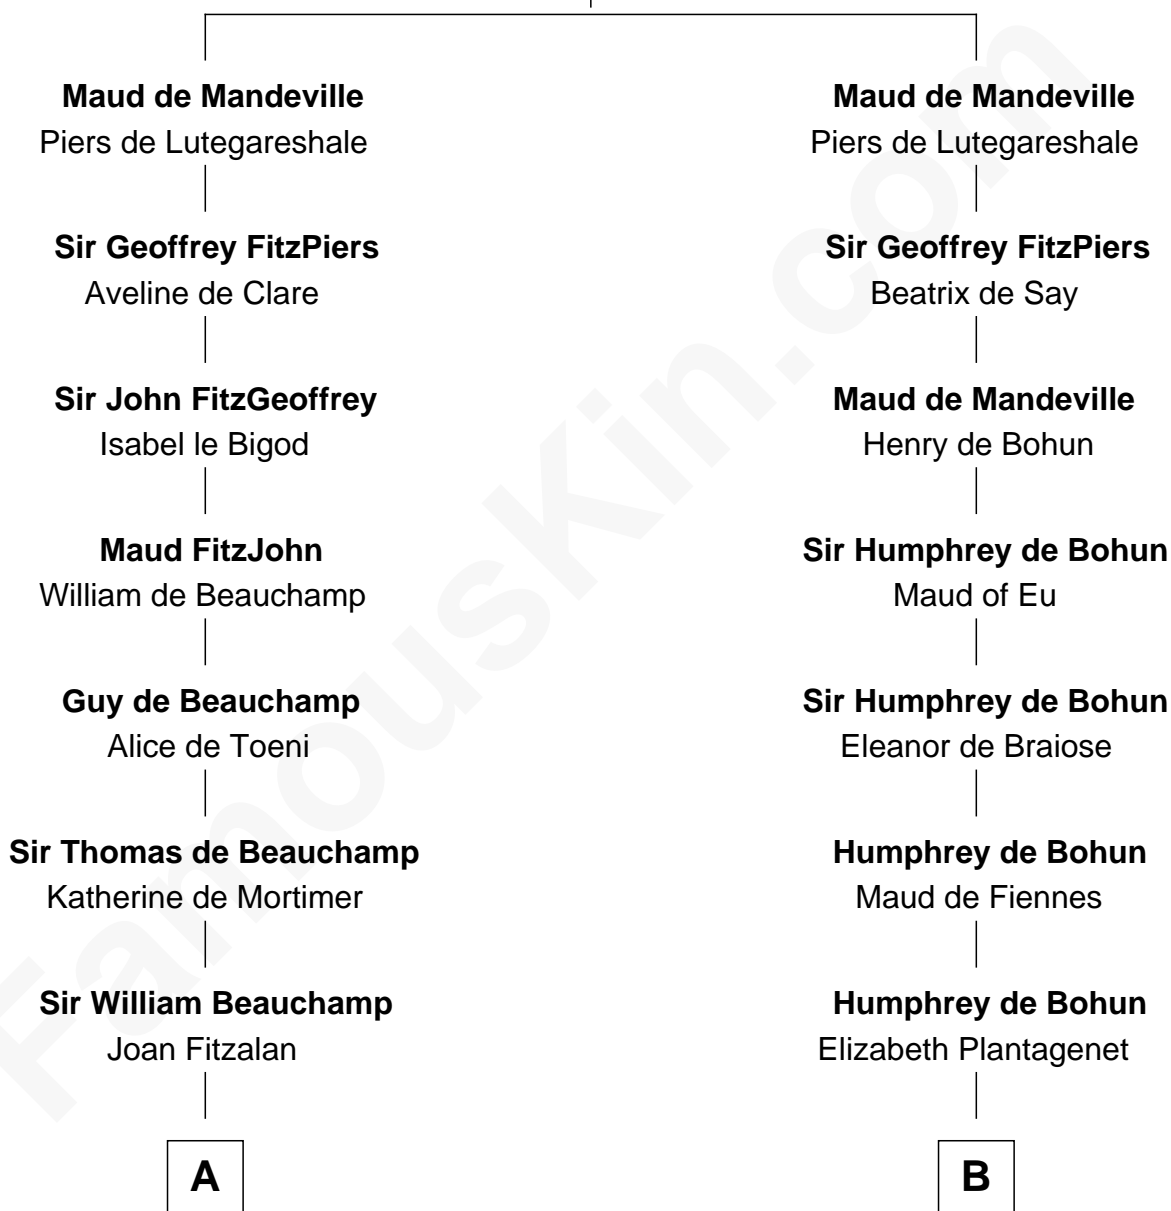 Maud de Mandeville
Piers de Lutegareshale
Sir Geoffrey FitzPiers
Aveline de Clare
Sir John FitzGeoffrey
Isabel le Bigod
Maud FitzJohn
William de Beauchamp
Guy de Beauchamp
Alice de Toeni
Sir Thomas de Beauchamp
Katherine de Mortimer
Sir William Beauchamp
Joan Fitzalan
A
Maud de Mandeville
Piers de Lutegareshale
Sir Geoffrey FitzPiers
Beatrix de Say
Maud de Mandeville
Henry de Bohun
Sir Humphrey de Bohun
Maud of Eu
Sir Humphrey de Bohun
Eleanor de Braiose
Humphrey de Bohun
Maud de Fiennes
Humphrey de Bohun
Elizabeth Plantagenet
B
FamousKin.com